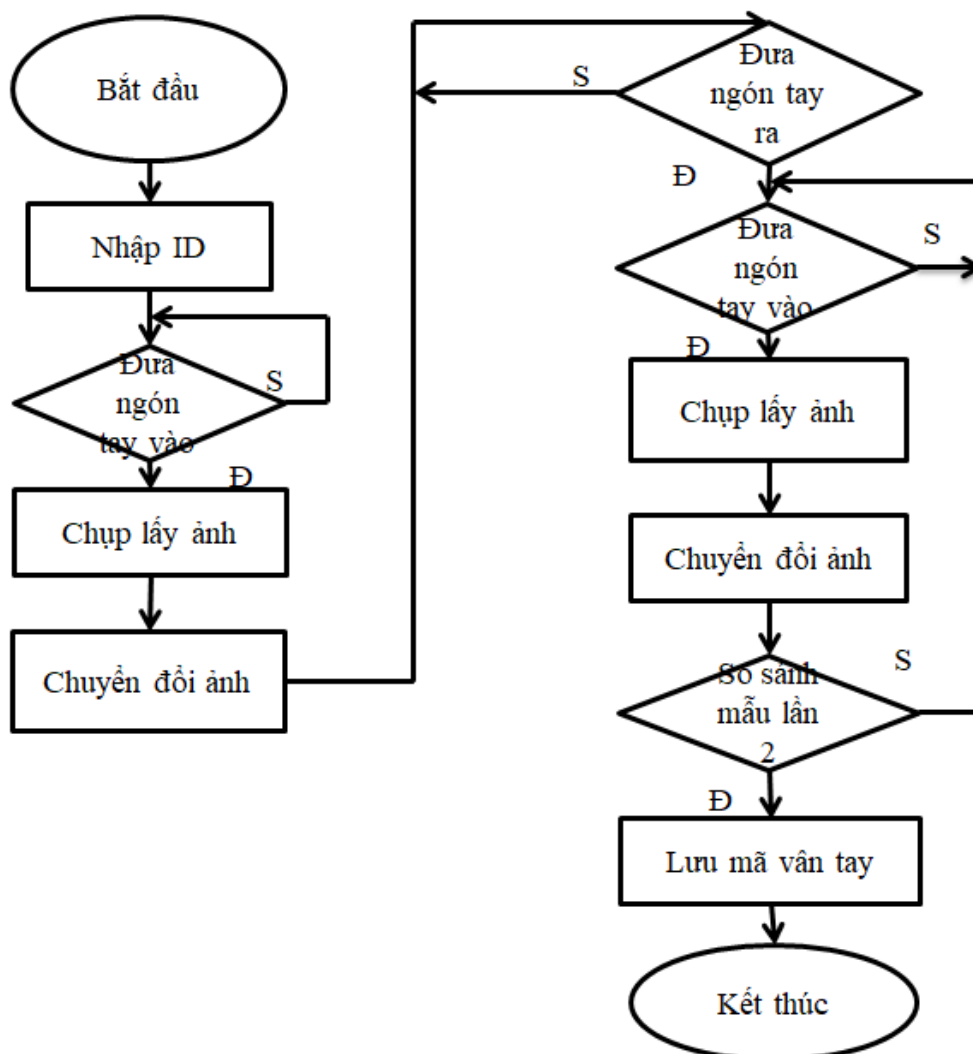 Bắt đầu
Nhập ID
Đưa
ngón
tay vào
S
Đ
Chụp lấy ảnh
Chuyển đổi ảnh
Đưa
ngón tay
ra
S
Đ
Đưa
ngón
tay vào
S
Đ
Chụp lấy ảnh
Chuyển đổi ảnh
So sánh
mẫu lần
2
S
Đ
Lưu mã vân tay
Kết thúc